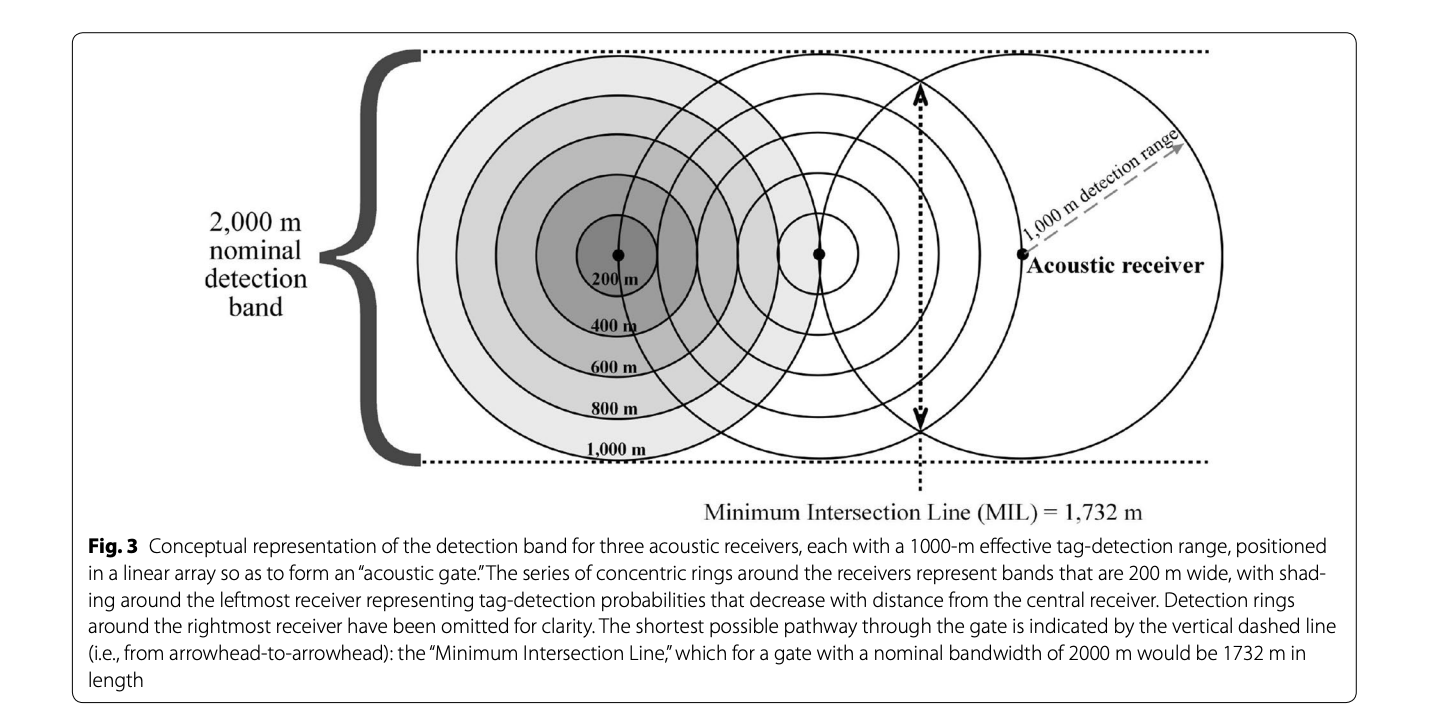 2,000 m
nominal
detection
band
200 m
400 m
600 m
800 m
1,000 m
1,000 m detection range
Acoustic receiver
Minimum Intersection Line (MIL) = 1,732 m
Fig. 3 Conceptual representation of the detection band for three acoustic receivers, each with a 1000-m effective tag-detection range, positioned
in a linear array so as to form an “acoustic gate.” The series of concentric rings around the receivers represent bands that are 200 m wide, with shad-
ing around the leftmost receiver representing tag-detection probabilities that decrease with distance from the central receiver. Detection rings
around the rightmost receiver have been omitted for clarity. The shortest possible pathway through the gate is indicated by the vertical dashed line
(i.e., from arrowhead-to-arrowhead): the “Minimum Intersection Line,” which for a gate with a nominal bandwidth of 2000 m would be 1732 m in
length